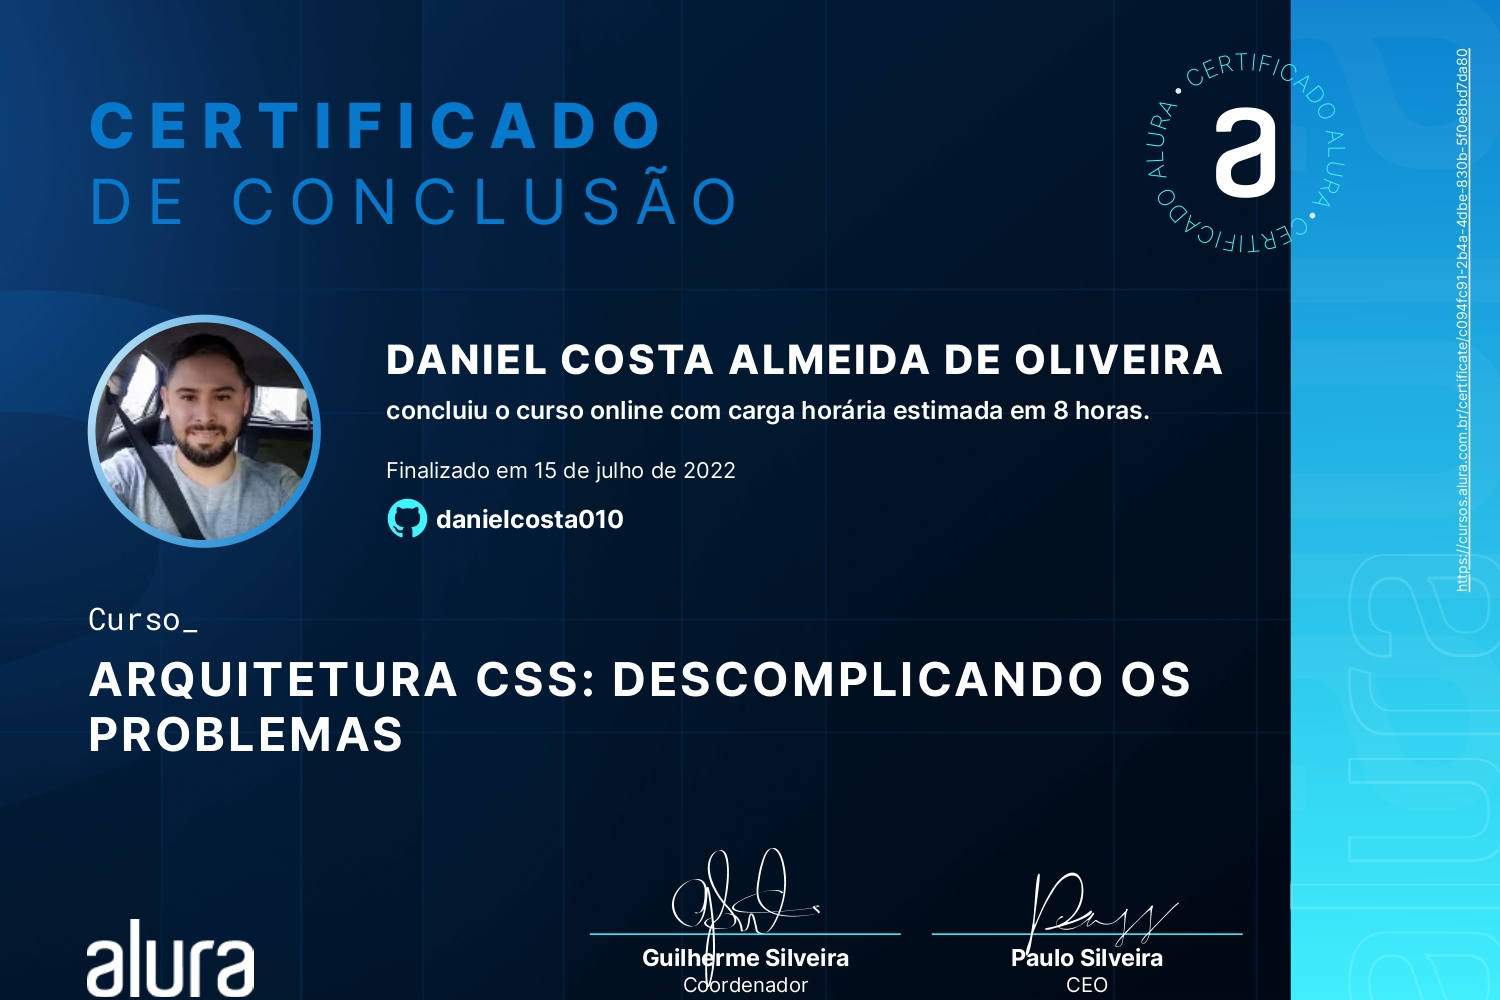 CERTIFICADO
DE CONCLUSÃO
CERTIFICADO ALURA • CERTIFICADO ALURA •
a
DANIEL COSTA ALMEIDA DE OLIVEIRA
concluiu o curso online com carga horária estimada em 8 horas.
Finalizado em 15 de julho de 2022
danielcosta010
Curso_
ARQUITETURA CSS: DESCOMPLICANDO OS
PROBLEMAS
alura
Guilherme Silveira
Coordenador
Paulo Silveira
CEO
https://cursos.alura.com.br/certificate/c094fc91-2b4a-4dbe-830b-5f0e8bd7da80
alura